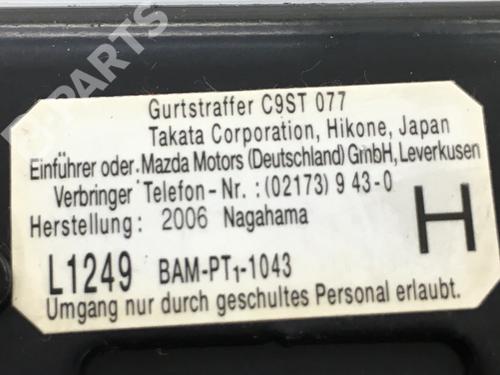 Gurtstraffer C9ST 077
Takata Corporation, Hikone, Japan
Einführer oder Mazda Motors (Deutschland) GmbH, Leverkusen
Verbringer Telefon-Nr.: (02173) 9 43-0
Herstellung: 2006 Nagahama
H
L1249 BAM-PT1-1043
Umgang nur durch geschultes Personal erlaubt.